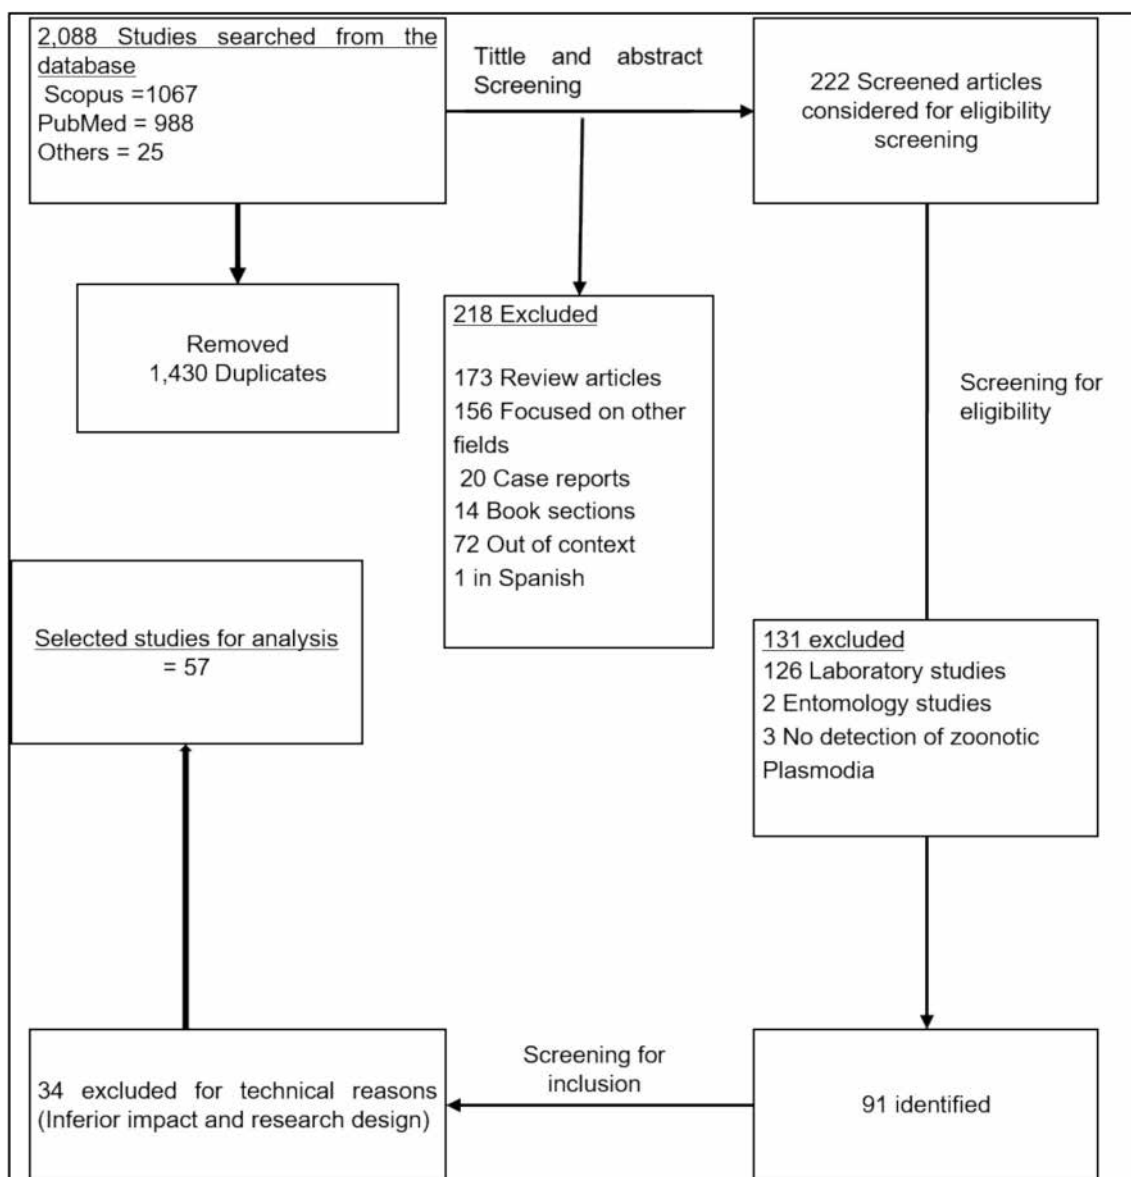 2,088 Studies searched from the
database
Scopus =1067
PubMed = 988
Others = 25
Tittle and abstract
Screening
222 Screened articles
considered for eligibility
screening
Removed
1,430 Duplicates
218 Excluded
173 Review articles
156 Focused on other
fields
20 Case reports
14 Book sections
72 Out of context
1 in Spanish
Screening for
eligibility
131 excluded
126 Laboratory studies
2 Entomology studies
3 No detection of zoonotic
Plasmodia
91 identified
Screening for
inclusion
34 excluded for technical reasons
(Inferior impact and research design)
Selected studies for analysis
= 57